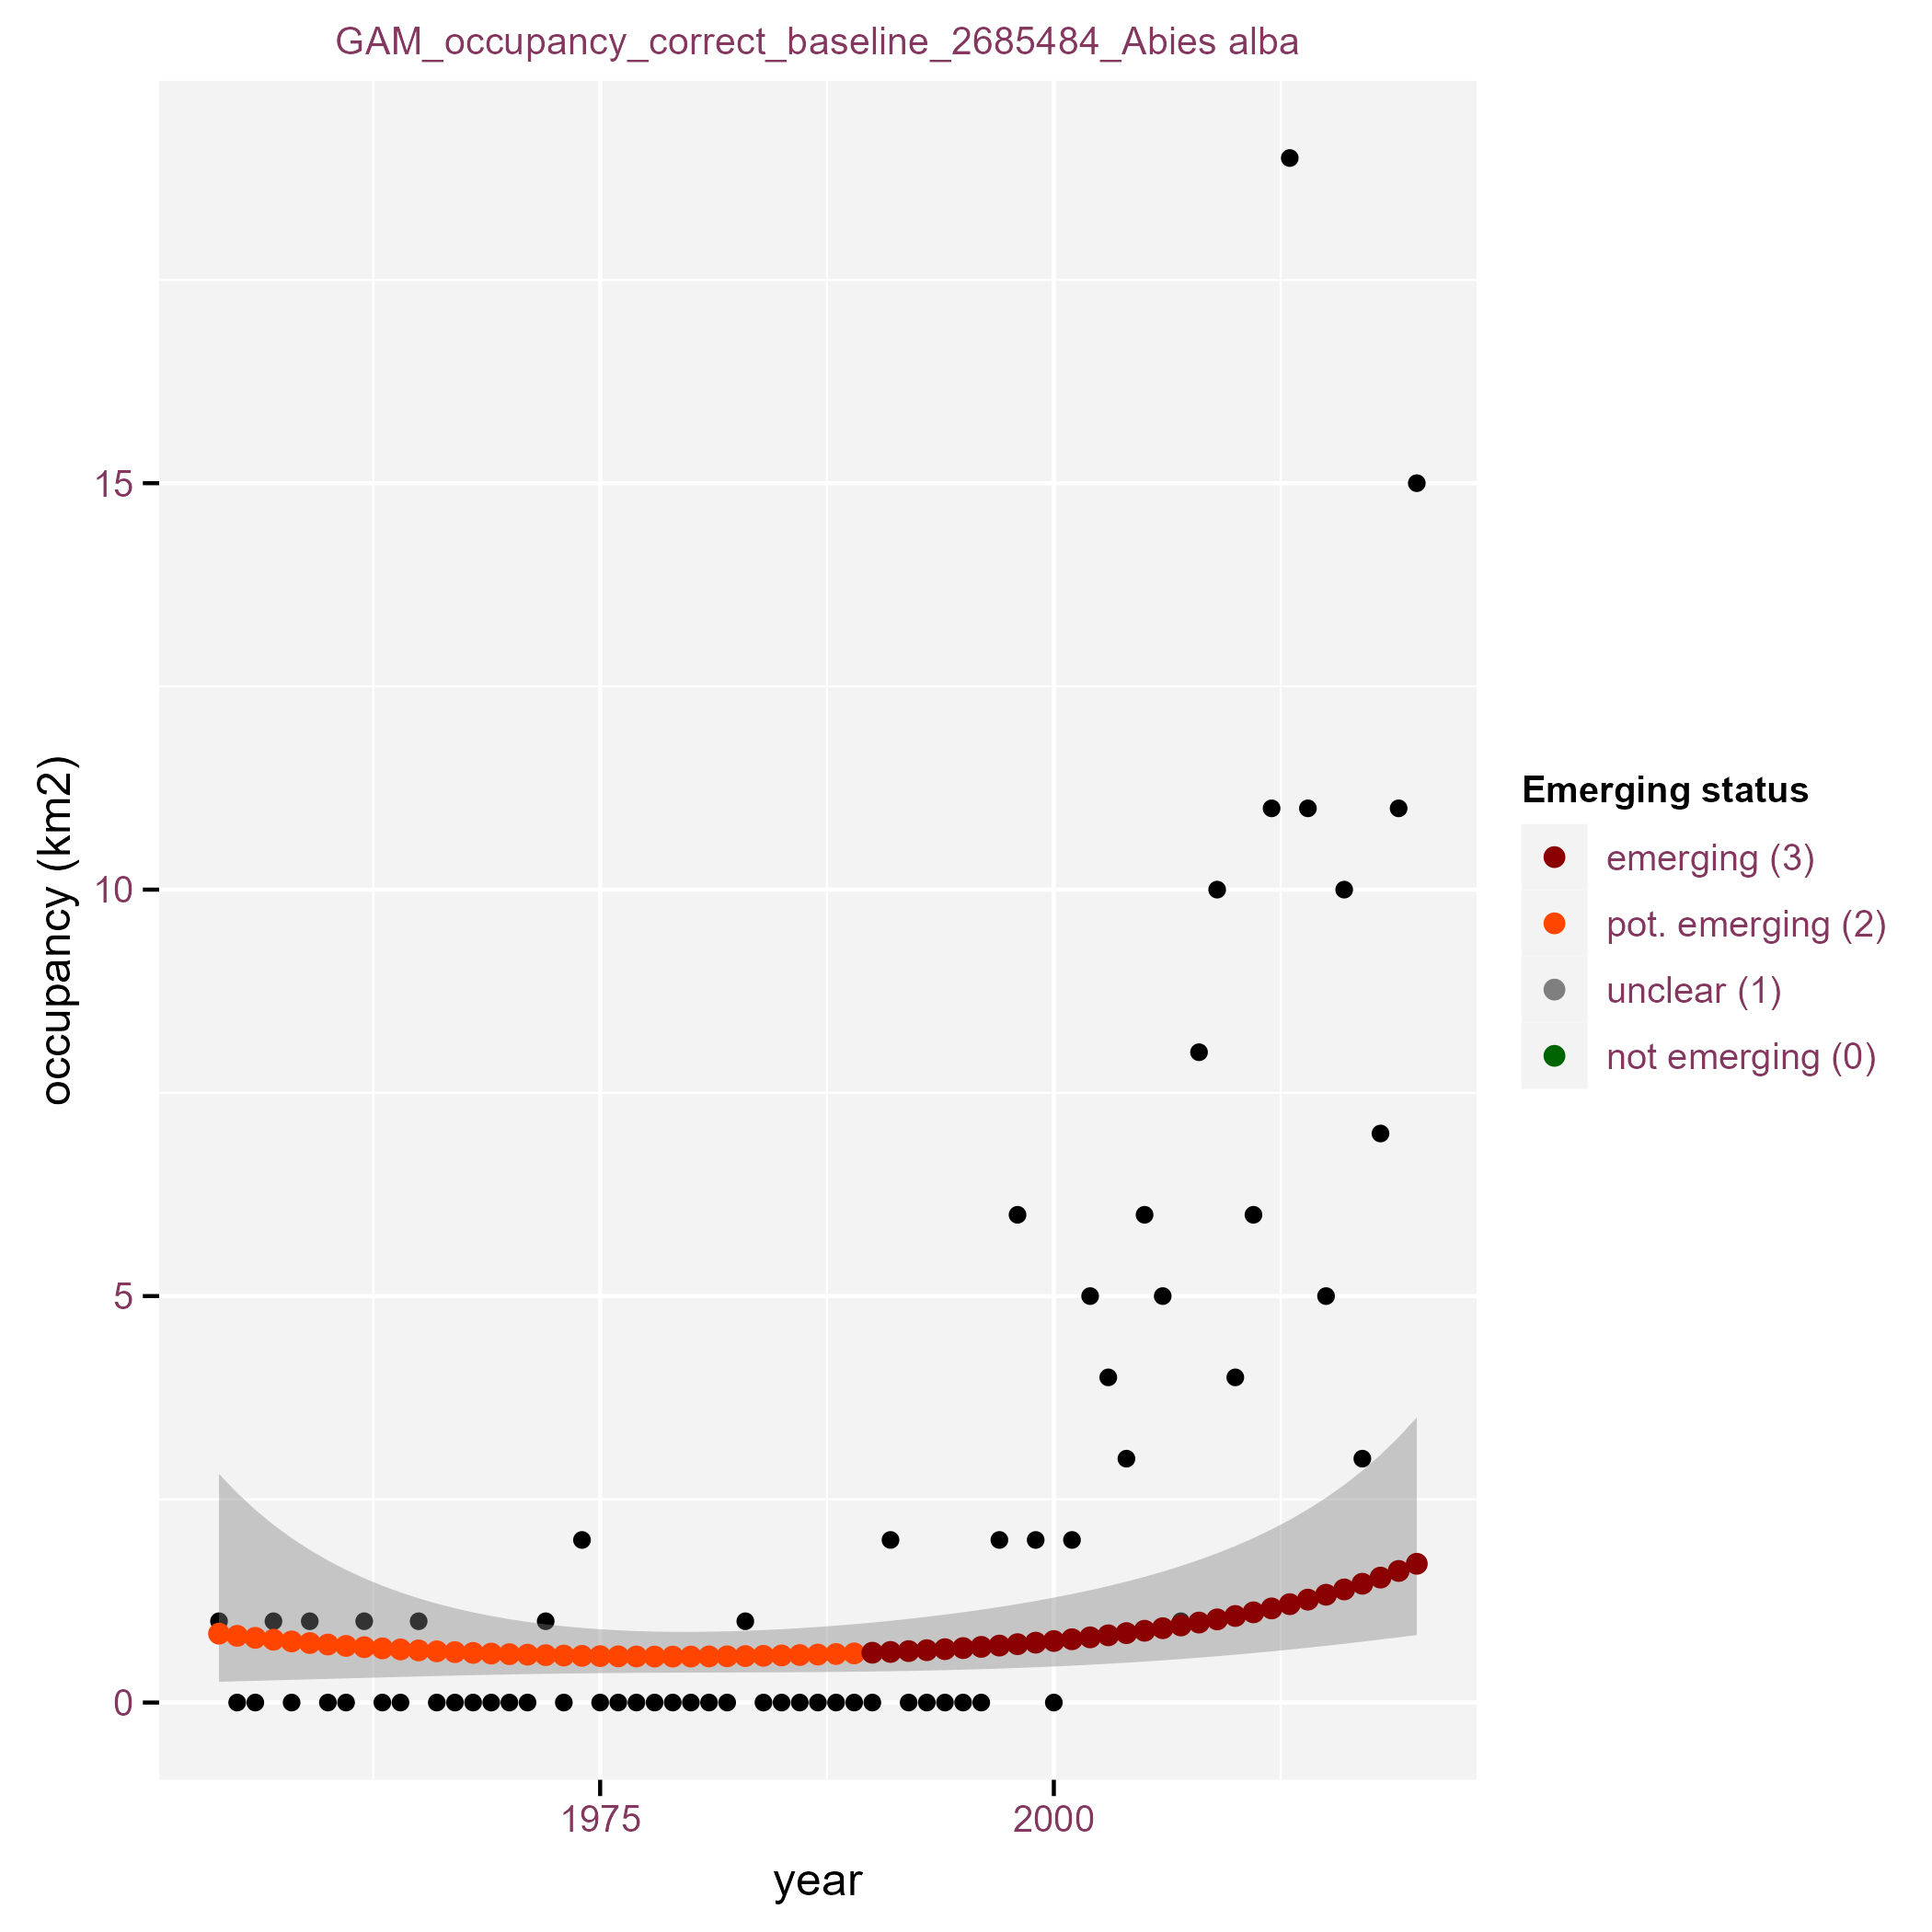 GAM_occupancy_correct_baseline_2685484_Abies alba
occupancy (km2)
15
10
5
0
1975
2000
year
Emerging status
emerging (3)
pot. emerging (2)
unclear (1)
not emerging (0)